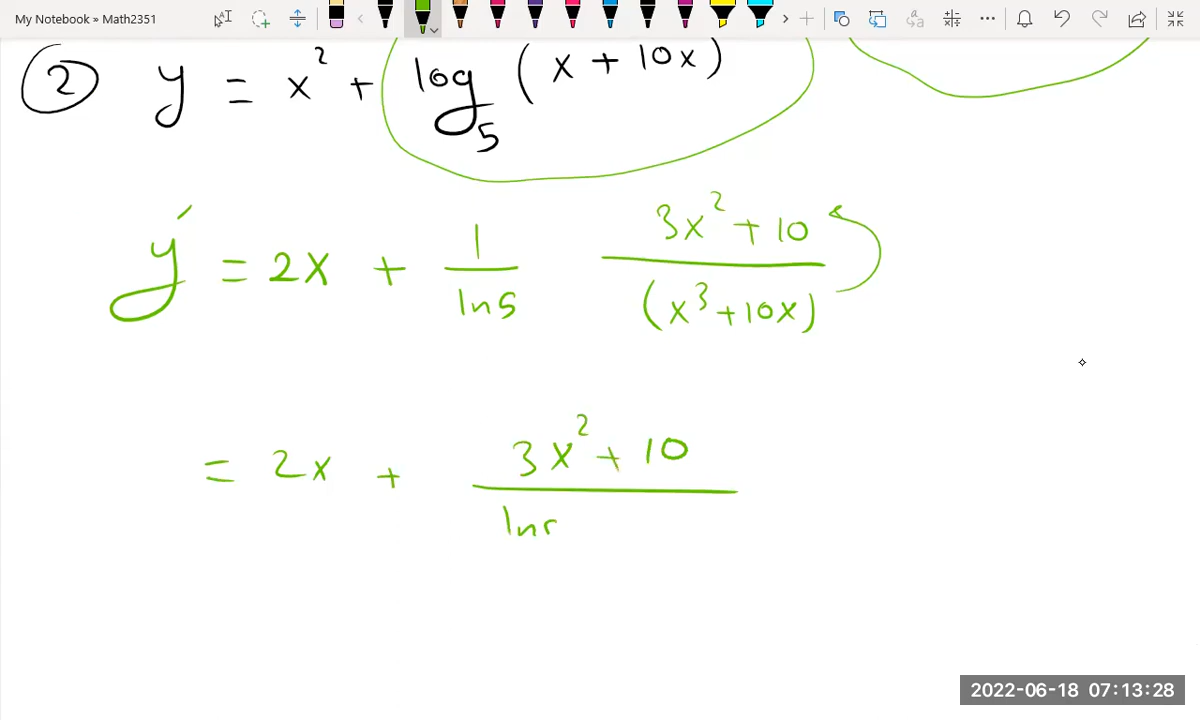 My Notebook » Math2351
② y = x² + log₅ (x + 10x)
y′ = 2x + 1/ln5 (3x² + 10)/(x³ + 10x)
= 2x + (3x² + 10)/ln
2022-06-18 07:13:28